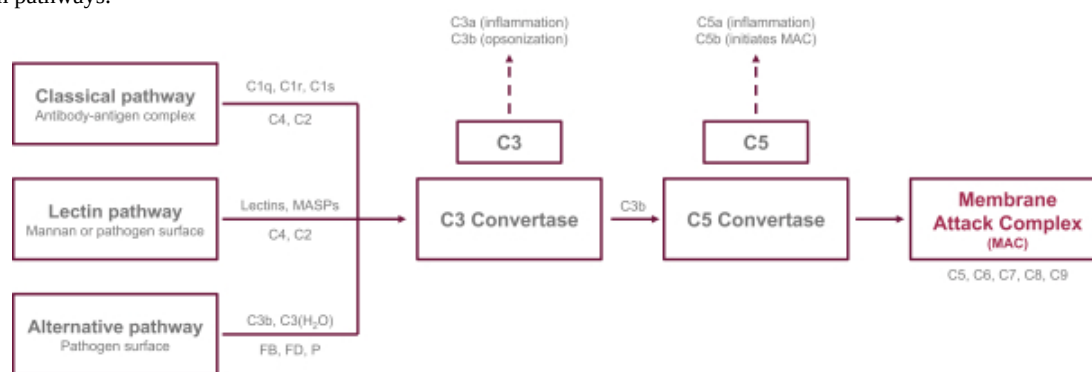 pathways.
C3a (inflammation)
C3b (opsonization)
C5a (inflammation)
C5b (initiates MAC)
Classical pathway
Antibody-antigen complex
C1q, C1r, C1s
C4, C2
C3
C5
Lectin pathway
Mannan or pathogen surface
Lectins, MASPs
C4, C2
C3 Convertase
C3b
C5 Convertase
Membrane
Attack Complex
(MAC)
C5, C6, C7, C8, C9
Alternative pathway
Pathogen surface
C3b, C3(H₂O)
FB, FD, P